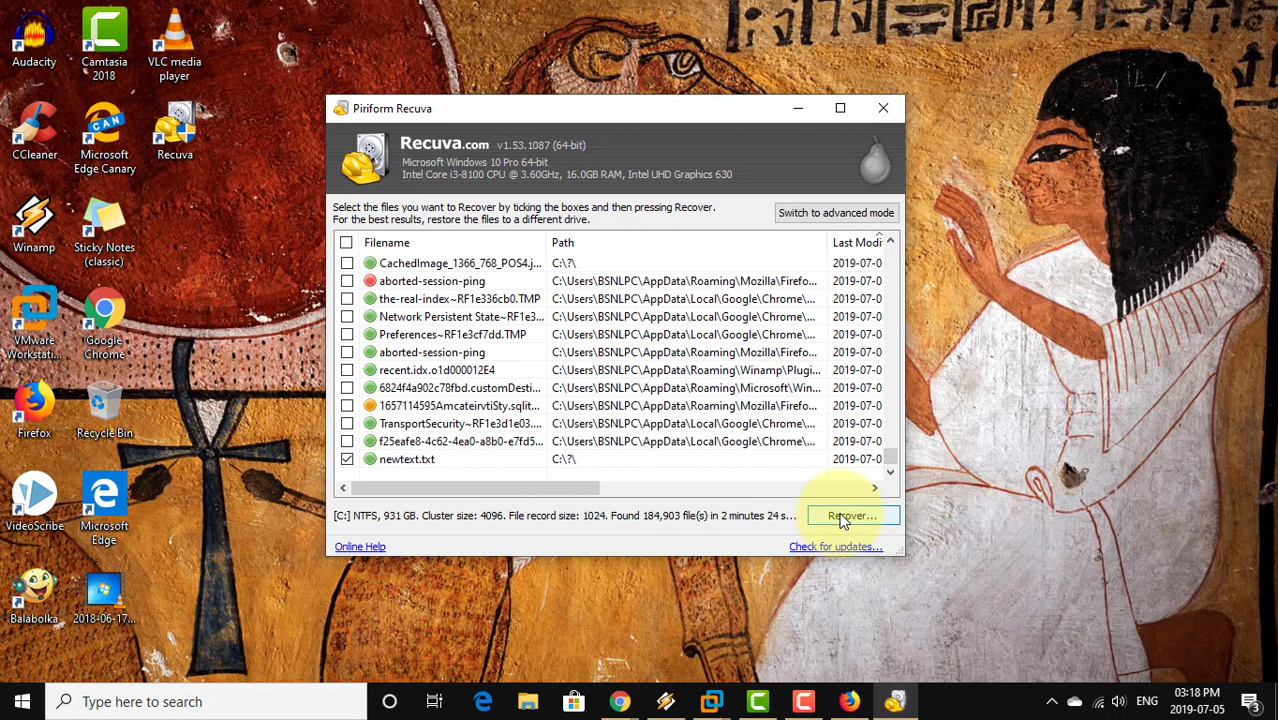 Audacity
Camtasia 2018
VLC media player
CCleaner
Microsoft Edge Canary
Recuva
Winamp
Sticky Notes (classic)
VMware Workstati...
Google Chrome
Firefox
Recycle Bin
VideoScribe
Microsoft Edge
Balabolka
2018-06-17...
Piriform Recuva
Recuva.com v1.53.1087 (64-bit)
Microsoft Windows 10 Pro 64-bit
Intel Core i3-8100 CPU @ 3.60GHz, 16.0GB RAM, Intel UHD Graphics 630
Select the files you want to Recover by ticking the boxes and then pressing Recover.
For the best results, restore the files to a different drive.
Switch to advanced mode
Filename Path Last Modi
CachedImage_1366_768_POS4.j... C:\?\ 2019-07-0
aborted-session-ping C:\Users\BSNLPC\AppData\Roaming\Mozilla\Firefo... 2019-07-0
the-real-index~RF1e336cb0.TMP C:\Users\BSNLPC\AppData\Local\Google\Chrome\... 2019-07-0
Network Persistent State~RF1e3... C:\Users\BSNLPC\AppData\Local\Google\Chrome\... 2019-07-0
Preferences~RF1e3cf7dd.TMP C:\Users\BSNLPC\AppData\Local\Google\Chrome\... 2019-07-0
aborted-session-ping C:\Users\BSNLPC\AppData\Roaming\Mozilla\Firefo... 2019-07-0
recent.idx.o1d000012E4 C:\Users\BSNLPC\AppData\Roaming\Winamp\Plugi... 2019-07-0
6824f4a902c78fbd.customDesti... C:\Users\BSNLPC\AppData\Roaming\Microsoft\Win... 2019-07-0
1657114595AmcateirvtiSty.sqlit... C:\Users\BSNLPC\AppData\Roaming\Mozilla\Firefo... 2019-07-0
TransportSecurity~RF1e3d1e03.... C:\Users\BSNLPC\AppData\Local\Google\Chrome\... 2019-07-0
f25eafe8-4c62-4ea0-a8b0-e7fd5... C:\Users\BSNLPC\AppData\Local\Google\Chrome\... 2019-07-0
newtext.txt C:\?\ 2019-07-0
[C:] NTFS, 931 GB. Cluster size: 4096. File record size: 1024. Found 184,903 file(s) in 2 minutes 24 s...
Recover...
Online Help
Check for updates...
Type here to search
ENG
03:18 PM
2019-07-05
3